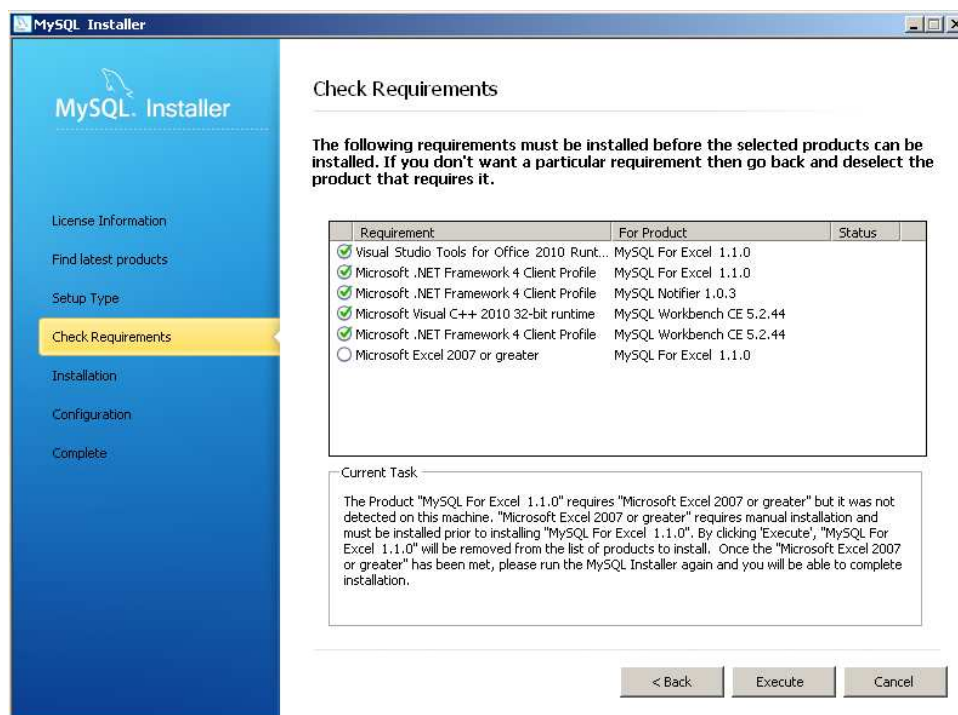 MySQL Installer
MySQL. Installer
License Information
Find latest products
Setup Type
Check Requirements
Installation
Configuration
Complete
Check Requirements
The following requirements must be installed before the selected products can be
installed. If you don't want a particular requirement then go back and deselect the
product that requires it.
Requirement For Product Status
Visual Studio Tools for Office 2010 Runt... MySQL For Excel 1.1.0
Microsoft .NET Framework 4 Client Profile MySQL For Excel 1.1.0
Microsoft .NET Framework 4 Client Profile MySQL Notifier 1.0.3
Microsoft Visual C++ 2010 32-bit runtime MySQL Workbench CE 5.2.44
Microsoft .NET Framework 4 Client Profile MySQL Workbench CE 5.2.44
Microsoft Excel 2007 or greater MySQL For Excel 1.1.0
Current Task
The Product "MySQL For Excel 1.1.0" requires "Microsoft Excel 2007 or greater" but it was not
detected on this machine. "Microsoft Excel 2007 or greater" requires manual installation and
must be installed prior to installing "MySQL For Excel 1.1.0". By clicking 'Execute', "MySQL For
Excel 1.1.0" will be removed from the list of products to install. Once the "Microsoft Excel 2007
or greater" has been met, please run the MySQL Installer again and you will be able to complete
installation.
< Back Execute Cancel